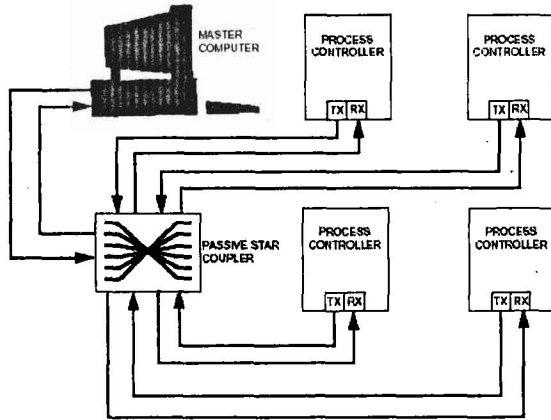 MASTER
COMPUTER
PROCESS
CONTROLLER
TX RX
PROCESS
CONTROLLER
TX RX
PASSIVE STAR
COUPLER
PROCESS
CONTROLLER
TX RX
PROCESS
CONTROLLER
TX RX